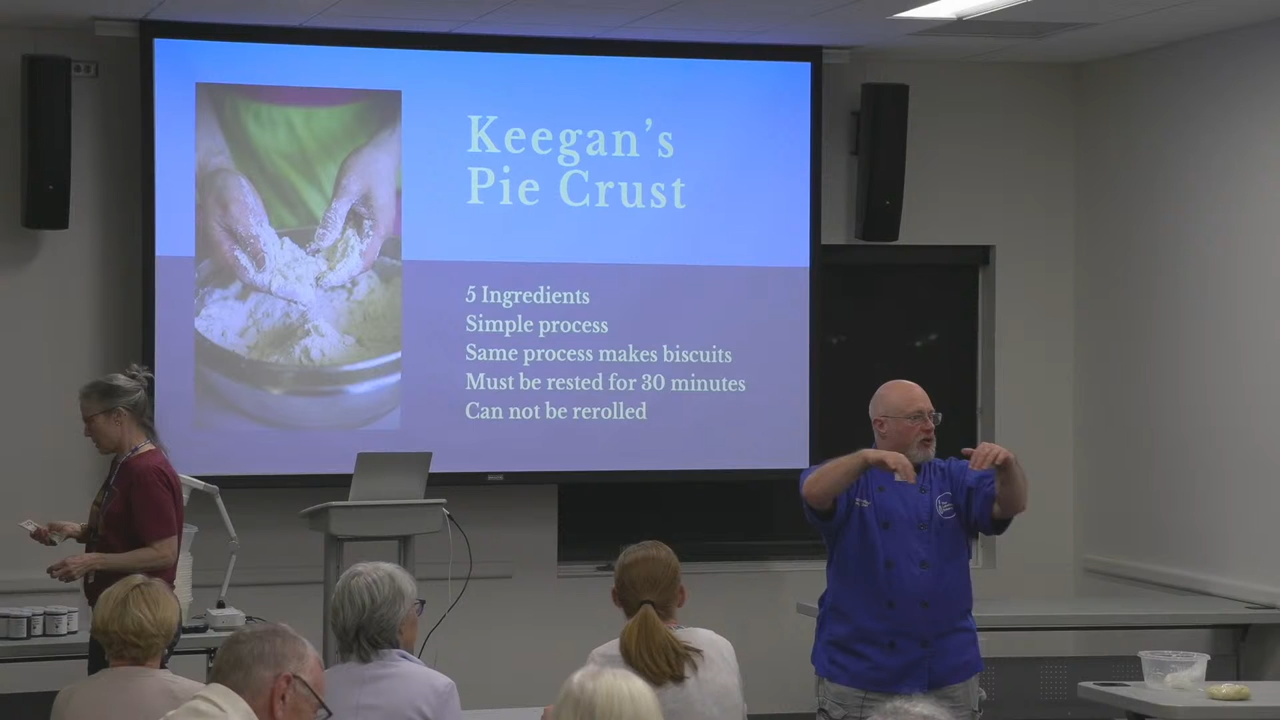 Keegan's
Pie Crust
5 Ingredients
Simple process
Same process makes biscuits
Must be rested for 30 minutes
Can not be rerolled